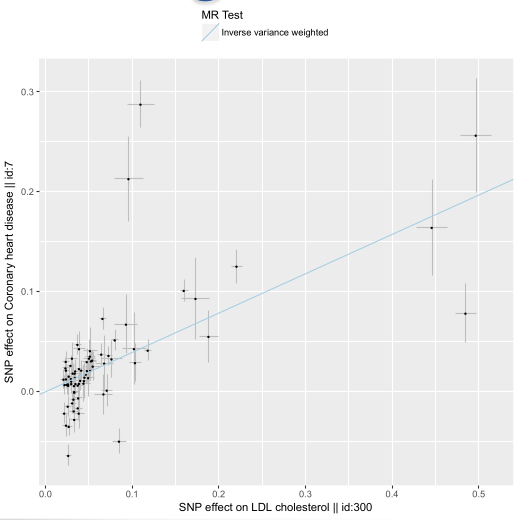 MR Test
Inverse variance weighted
SNP effect on Coronary heart disease || id:7
0.3
0.2
0.1
0.0
0.0 0.1 0.2 0.3 0.4 0.5
SNP effect on LDL cholesterol || id:300